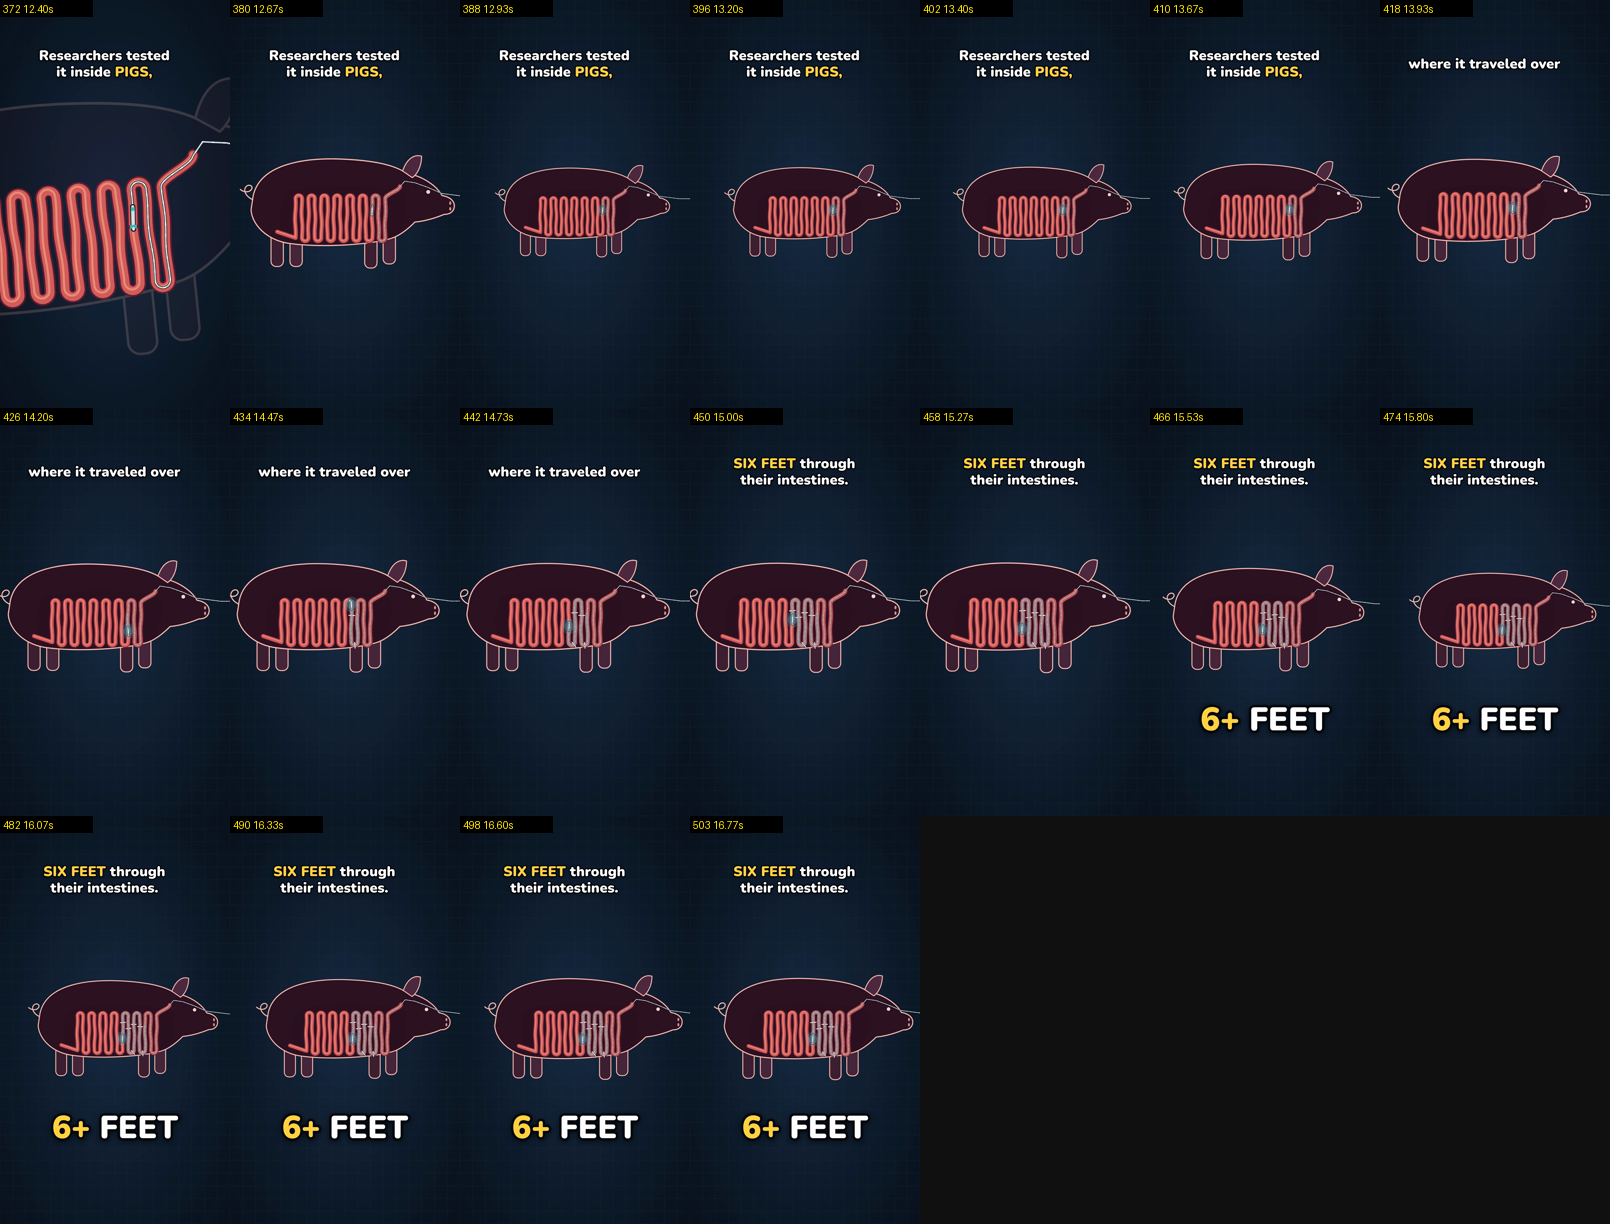 372 12.40s
Researchers tested
it inside PIGS,
380 12.67s
Researchers tested
it inside PIGS,
388 12.93s
Researchers tested
it inside PIGS,
396 13.20s
Researchers tested
it inside PIGS,
402 13.40s
Researchers tested
it inside PIGS,
410 13.67s
Researchers tested
it inside PIGS,
418 13.93s
where it traveled over
426 14.20s
where it traveled over
434 14.47s
where it traveled over
442 14.73s
where it traveled over
450 15.00s
SIX FEET through
their intestines.
458 15.27s
SIX FEET through
their intestines.
466 15.53s
SIX FEET through
their intestines.
6+ FEET
474 15.80s
SIX FEET through
their intestines.
6+ FEET
482 16.07s
SIX FEET through
their intestines.
6+ FEET
490 16.33s
SIX FEET through
their intestines.
6+ FEET
498 16.60s
SIX FEET through
their intestines.
6+ FEET
503 16.77s
SIX FEET through
their intestines.
6+ FEET